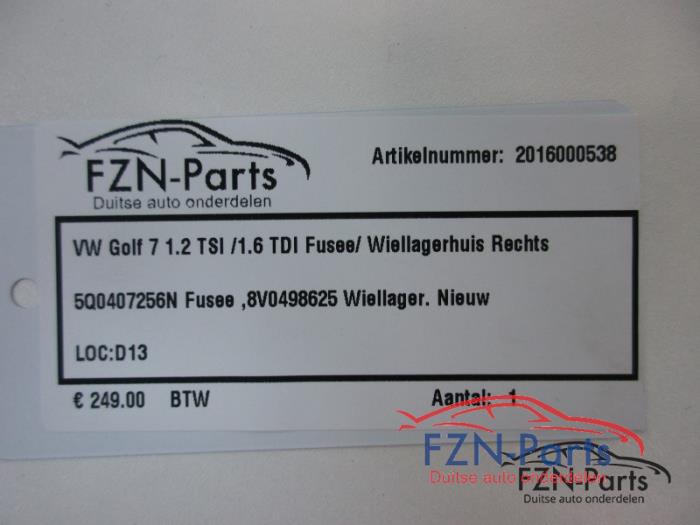 FZN-Parts
Duitse auto onderdelen
Artikelnummer: 2016000538
VW Golf 7 1.2 TSI /1.6 TDI Fusee/ Wiellagerhuis Rechts
5Q0407256N Fusee ,8V0498625 Wiellager. Nieuw
LOC:D13
€ 249.00 BTW
Aantal: 1
FZN-Parts
Duitse auto onderdelen
FZN-Parts
Duitse auto onderdelen